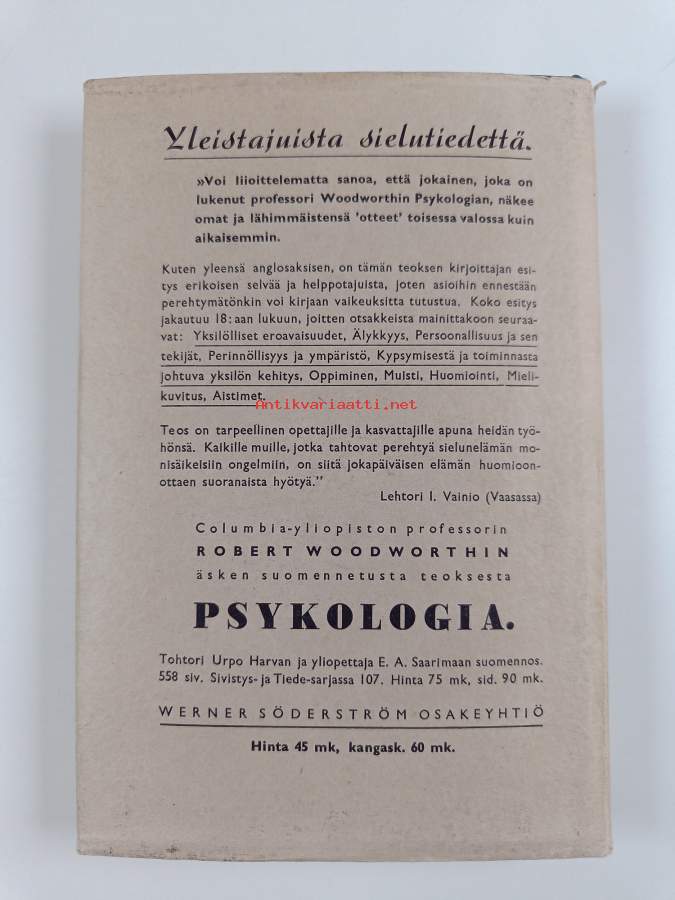 Yleistajuista sielutiedettä.
»Voi liioittelematta sanoa, että jokainen, joka on
lukenut professori Woodworthin Psykologian, näkee
omat ja lähimmäistensä 'otteet' toisessa valossa kuin
aikaisemmin.
Kuten yleensä anglosaksisen, on tämän teoksen kirjoittajan esi-
tys erikoisen selvää ja helppotajuista, joten asioihin ennestään
perehtymätönkin voi kirjaan vaikeuksitta tutustua. Koko esitys
jakautuu 18:aan lukuun, joitten otsakkeista mainittakoon seuraa-
vat: Yksilölliset eroavaisuudet, Älykkyys, Persoonallisuus ja sen
tekijät, Perinnöllisyys ja ympäristö, Kypsymisestä ja toiminnasta
johtuva yksilön kehitys, Oppiminen, Muisti, Huomiointi, Mieli-
kuvitus, Aistimet.
Antikvariaatti.net
Teos on tarpeellinen opettajille ja kasvattajille apuna heidän työ-
hönsä. Kaikille muille, jotka tahtovat perehtyä sielunelämän mo-
nisäikeisiin ongelmiin, on siitä jokapäiväisen elämän huomioon-
ottaen suoranaista hyötyä.”
Lehtori I. Vainio (Vaasassa)
Columbia-yliopiston professorin
ROBERT WOODWORTHIN
äsken suomennetusta teoksesta
PSYKOLOGIA.
Tohtori Urpo Harvan ja yliopettaja E. A. Saarimaan suomennos.
558 siv. Sivistys- ja Tiede-sarjassa 107. Hinta 75 mk, sid. 90 mk.
WERNER SÖDERSTRÖM OSAKEYHTIÖ
Hinta 45 mk, kangask. 60 mk.